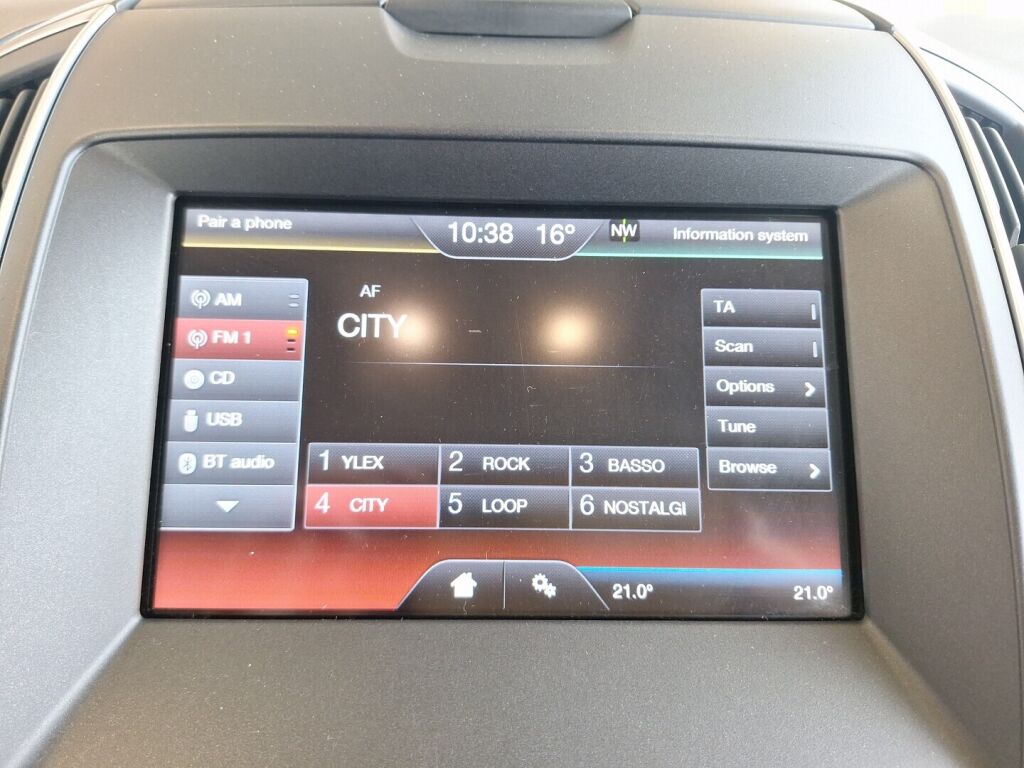 Pair a phone
10:38 16° NW
Information system
AM
FM 1
CD
USB
BT audio
AF
CITY
TA
Scan
Options
Tune
Browse
1 YLEX
2 ROCK
3 BASSO
4 CITY
5 LOOP
6 NOSTALGI
21.0°
21.0°